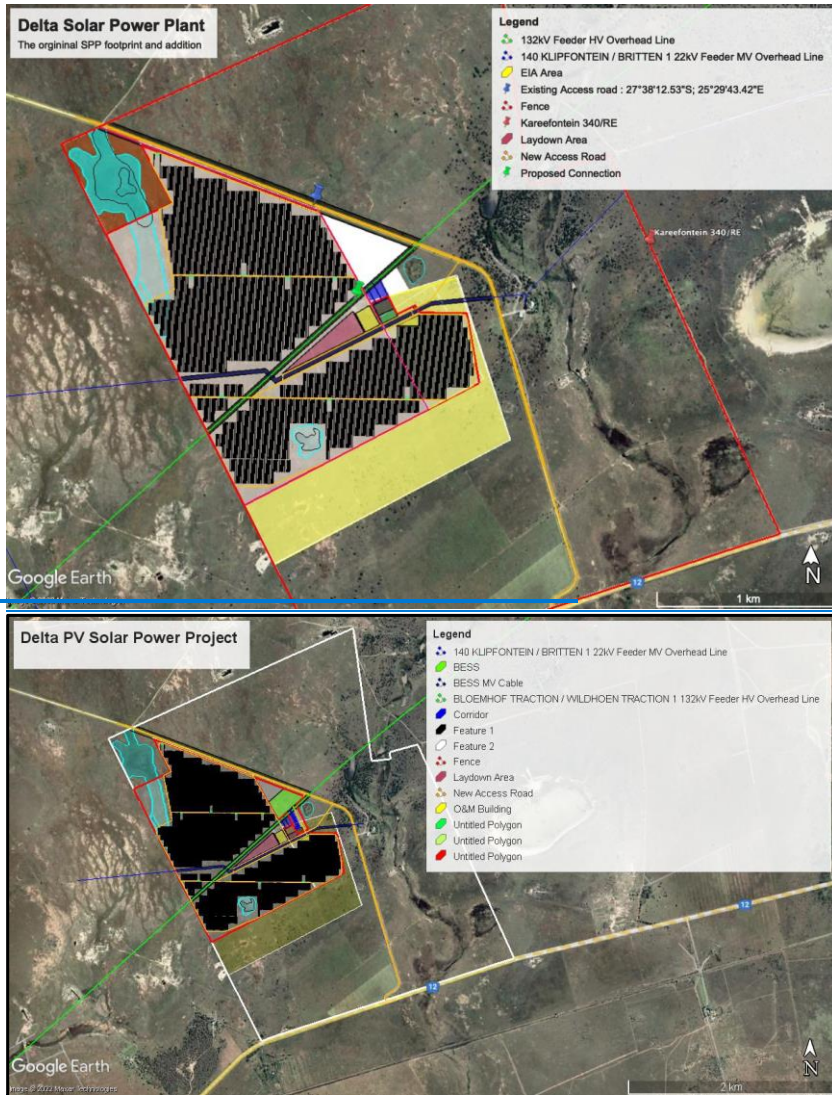 Delta Solar Power Plant
The orgininal SPP footprint and addition
Legend
132kV Feeder HV Overhead Line
140 KLIPFONTEIN / BRITTEN 1 22kV Feeder MV Overhead Line
EIA Area
Existing Access road : 27°38'12.53"S; 25°29'43.42"E
Fence
Kareefontein 340/RE
Laydown Area
New Access Road
Proposed Connection
Kareefontein 340/RE
12
Google Earth
N
1 km
Delta PV Solar Power Project
Legend
140 KLIPFONTEIN / BRITTEN 1 22kV Feeder MV Overhead Line
BESS
BESS MV Cable
BLOEMHOF TRACTION / WILDHOEN TRACTION 1 132kV Feeder HV Overhead Line
Corridor
Feature 1
Feature 2
Fence
Laydown Area
New Access Road
O&M Building
Untitled Polygon
Untitled Polygon
Untitled Polygon
12
12
Google Earth
N
2 km